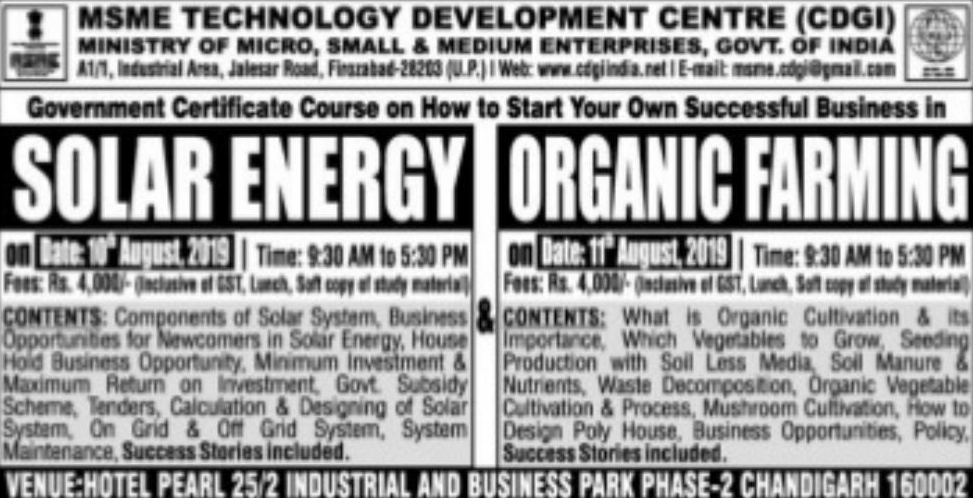 MSME TECHNOLOGY DEVELOPMENT CENTRE (CDGI)
MINISTRY OF MICRO, SMALL & MEDIUM ENTERPRISES, GOVT. OF INDIA
A1/1, Industrial Area, Jalesar Road, Firozabad-28203 (U.P.) I Web: www.cdgiindia.net I E-mail: msme.cdgi@gmail.com
Government Certificate Course on How to Start Your Own Successful Business in
SOLAR ENERGY
on Date: 10th August, 2019 | Time: 9:30 AM to 5:30 PM
Fees: Rs. 4,000/- (Inclusive of GST, Lunch, Soft copy of study material)
CONTENTS: Components of Solar System, Business
Opportunities for Newcomers in Solar Energy, House
Hold Business Opportunity, Minimum Investment &
Maximum Return on Investment, Govt. Subsidy
Scheme, Tenders, Calculation & Designing of Solar
System, On Grid & Off Grid System, System
Maintenance, Success Stories included.
&
ORGANIC FARMING
on Date: 11th August, 2019 | Time: 9:30 AM to 5:30 PM
Fees: Rs. 4,000/- (Inclusive of GST, Lunch, Soft copy of study material)
CONTENTS: What is Organic Cultivation & its
Importance, Which Vegetables to Grow, Seeding
Production with Soil Less Media, Soil Manure &
Nutrients, Waste Decomposition, Organic Vegetable
Cultivation & Process, Mushroom Cultivation, How to
Design Poly House, Business Opportunities, Policy,
Success Stories included.
VENUE:HOTEL PEARL 25/2 INDUSTRIAL AND BUSINESS PARK PHASE-2 CHANDIGARH 160002